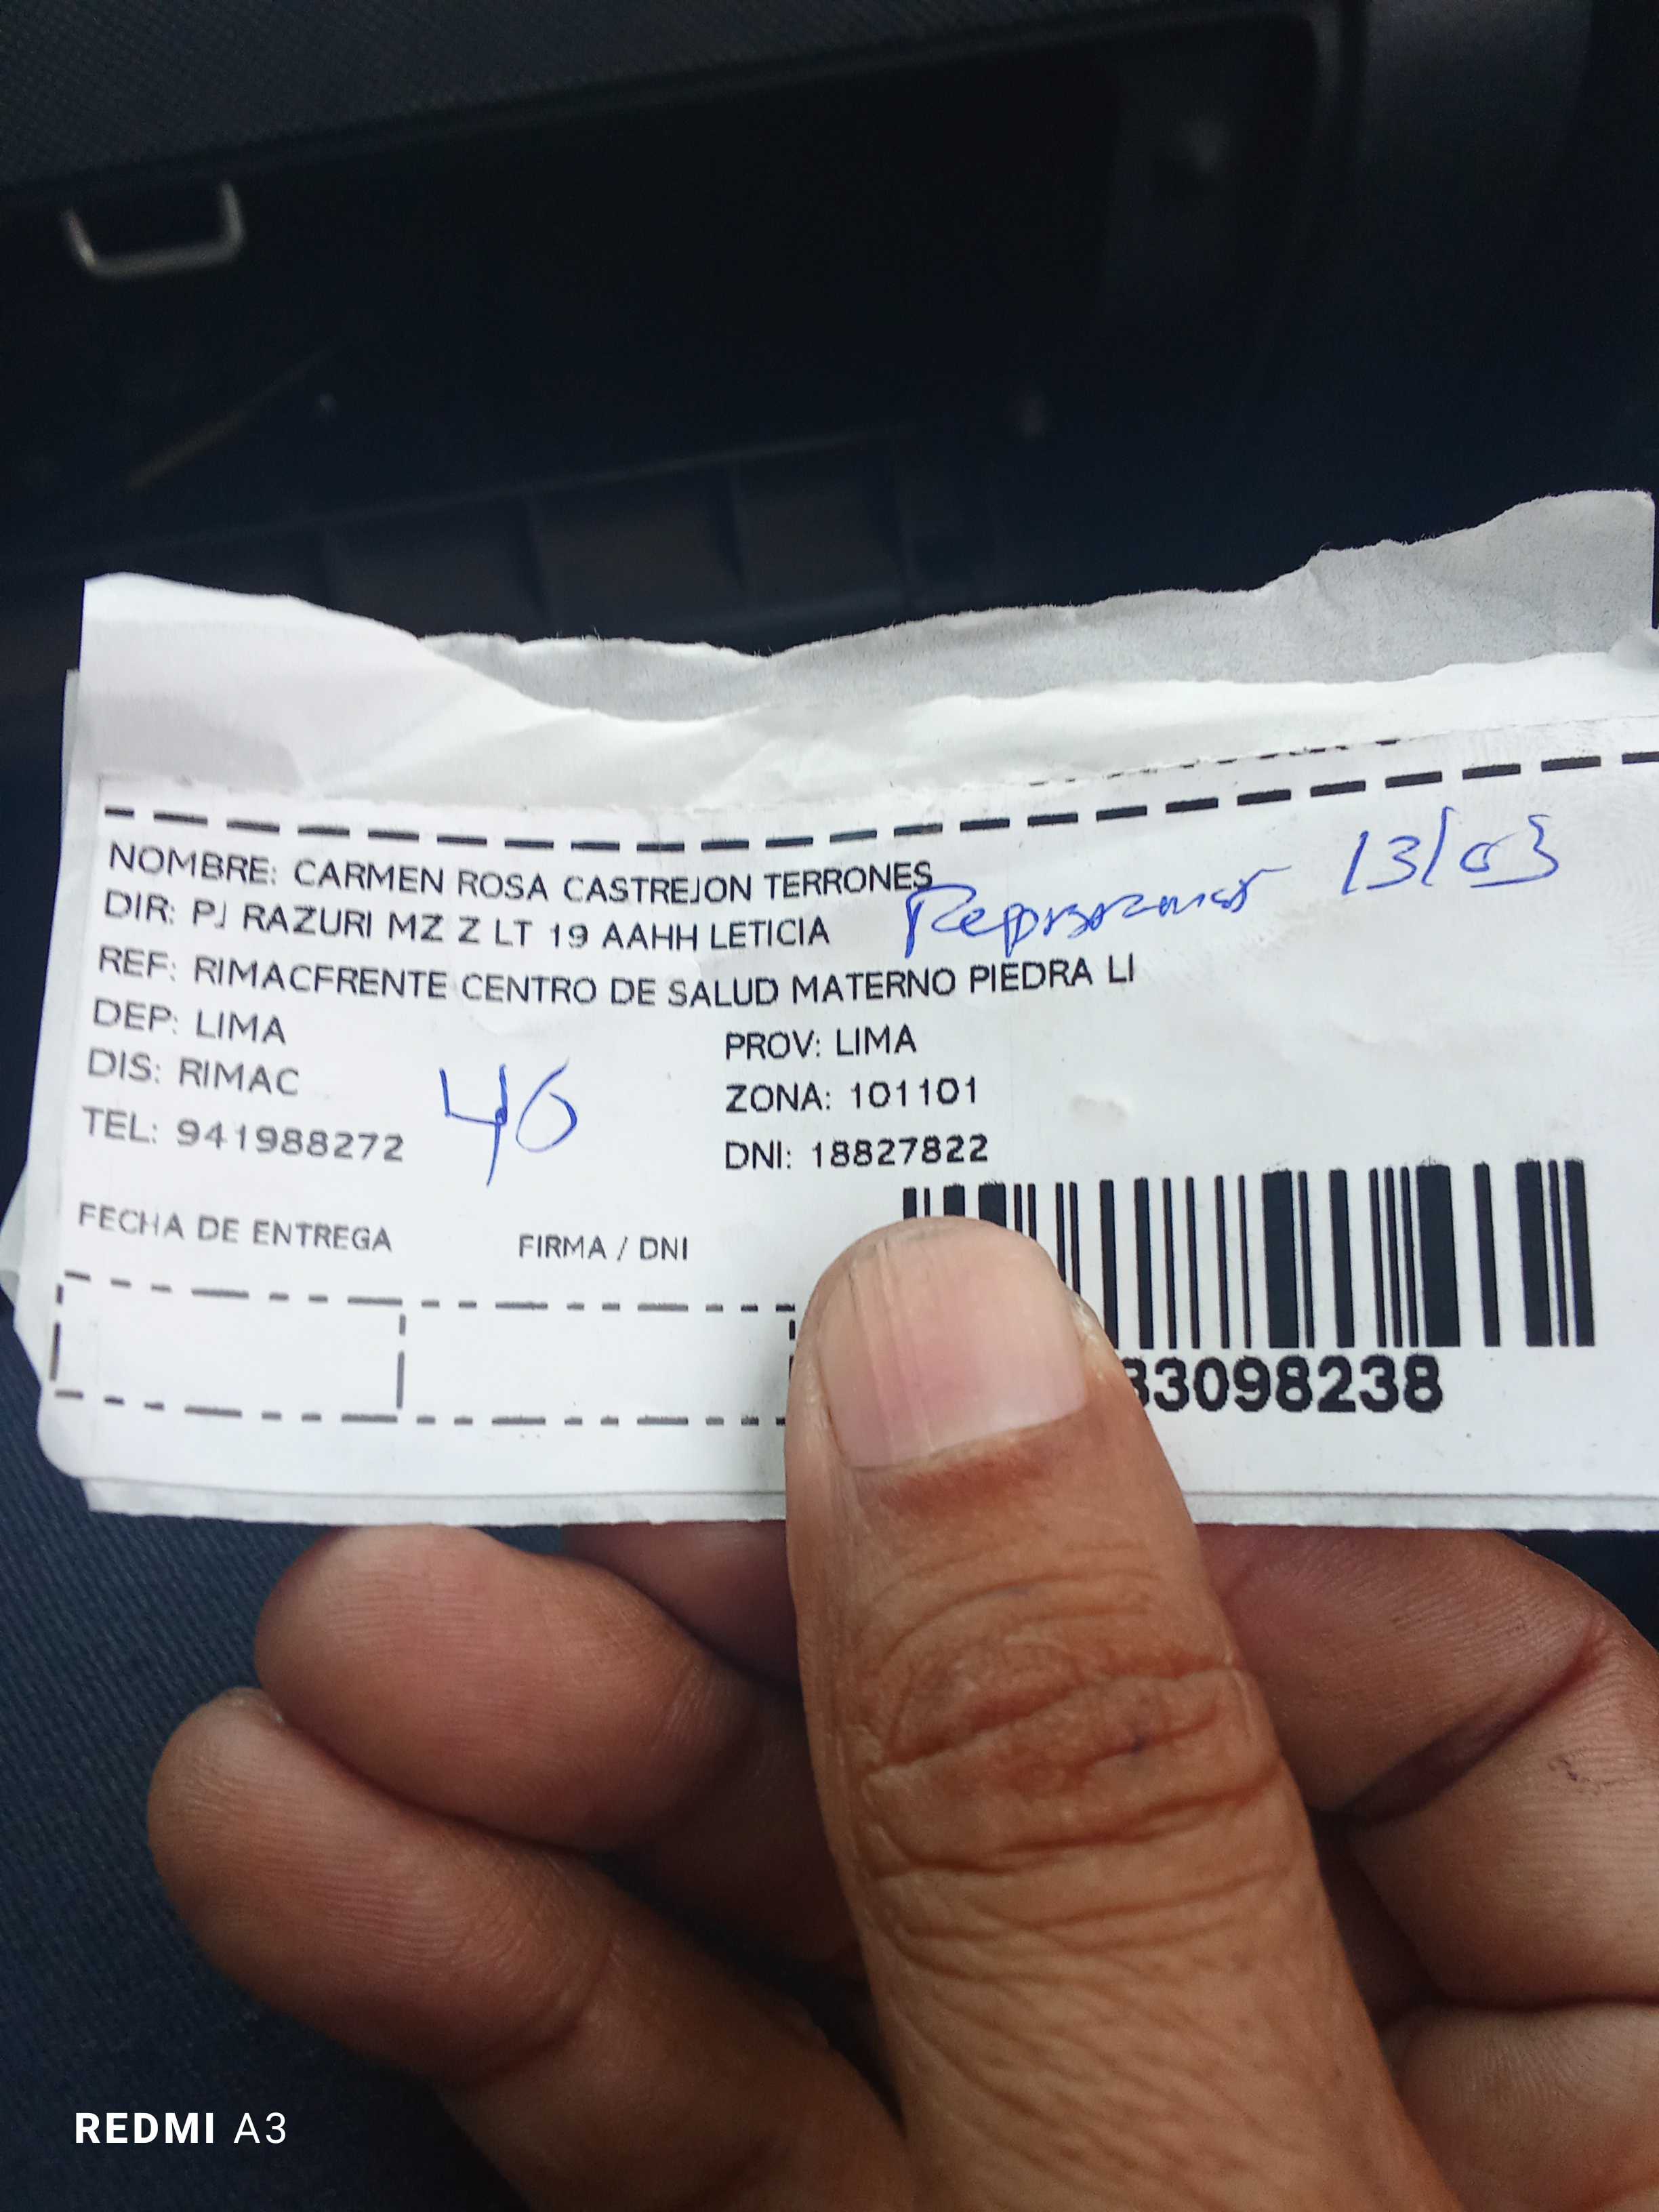 NOMBRE: CARMEN ROSA CASTREJON TERRONES
DIR: PJ RAZURI MZ Z LT 19 AAHH LETICIA
13/03
REF: RIMACFRENTE CENTRO DE SALUD MATERNO PIEDRA LI
DEP: LIMA
PROV: LIMA
DIS: RIMAC
46
ZONA: 101101
TEL: 941988272
DNI: 18827822
FECHA DE ENTREGA
FIRMA / DNI
33098238
REDMI A3